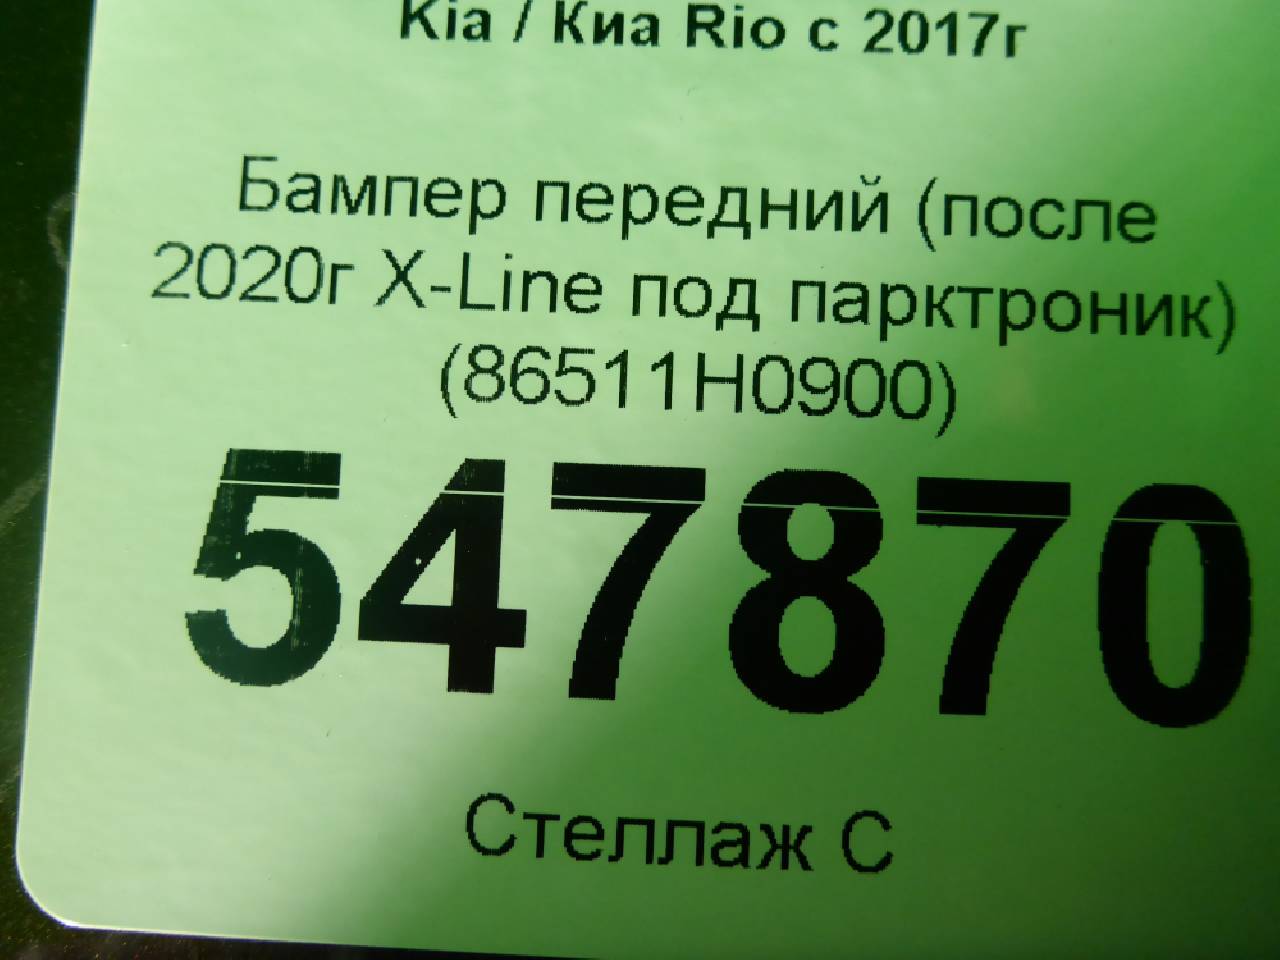 Kia / Киа Rio с 2017г
Бампер передний (после
2020г X-Line под парктроник)
(86511H0900)
547870
Стеллаж С